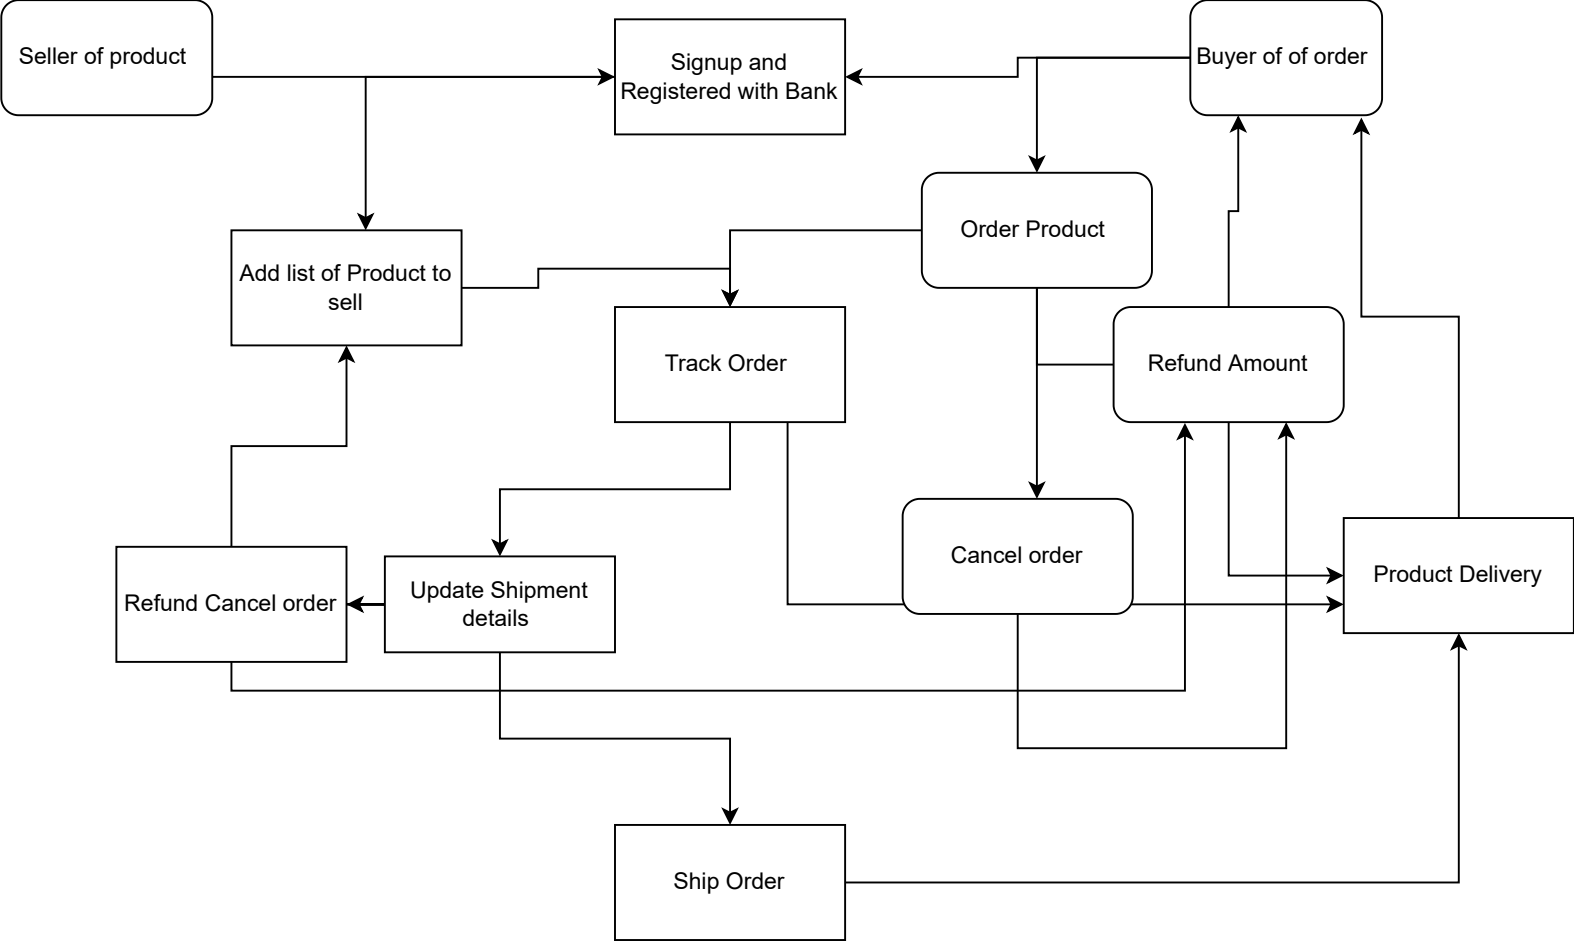 Seller of product
Signup and
Registered with Bank
Buyer of of order
Order Product
Add list of Product to
sell
Track Order
Refund Amount
Cancel order
Product Delivery
Refund Cancel order
Update Shipment
details
Ship Order